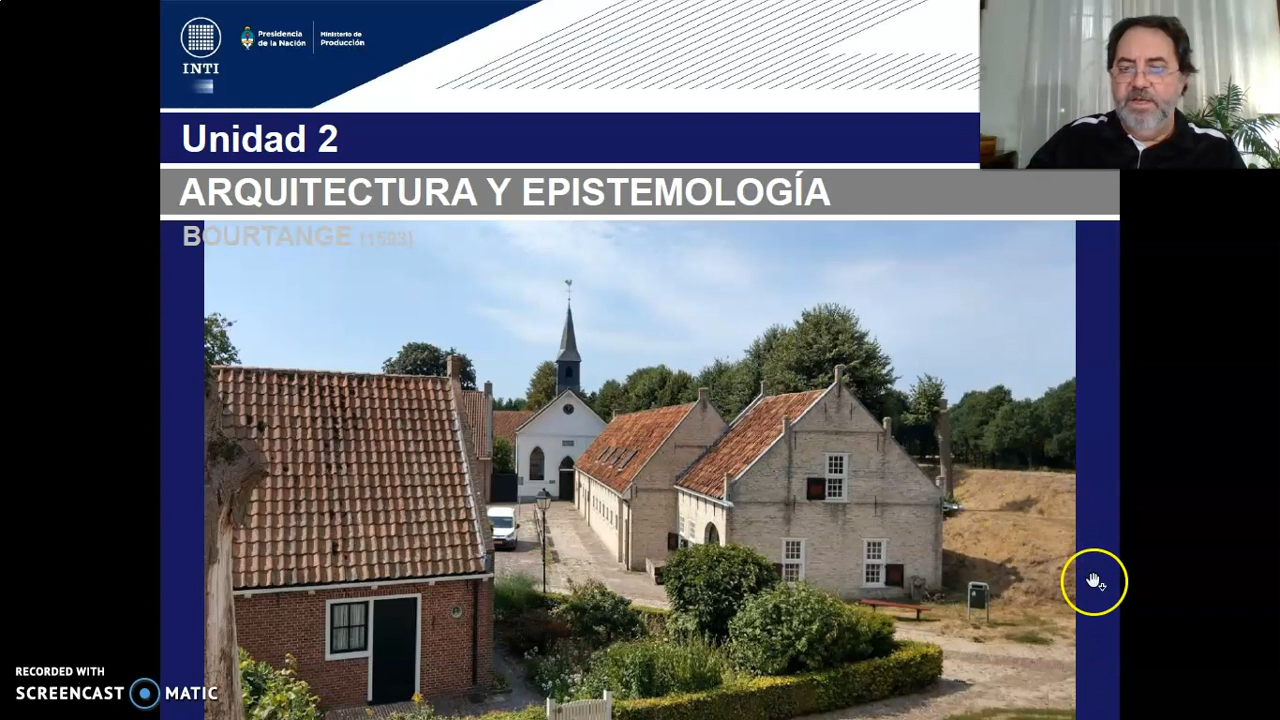 INTI
Presidencia
de la Nación
Ministerio de
Producción
Unidad 2
ARQUITECTURA Y EPISTEMOLOGÍA
BOURTANGE (1593)
RECORDED WITH
SCREENCAST MATIC